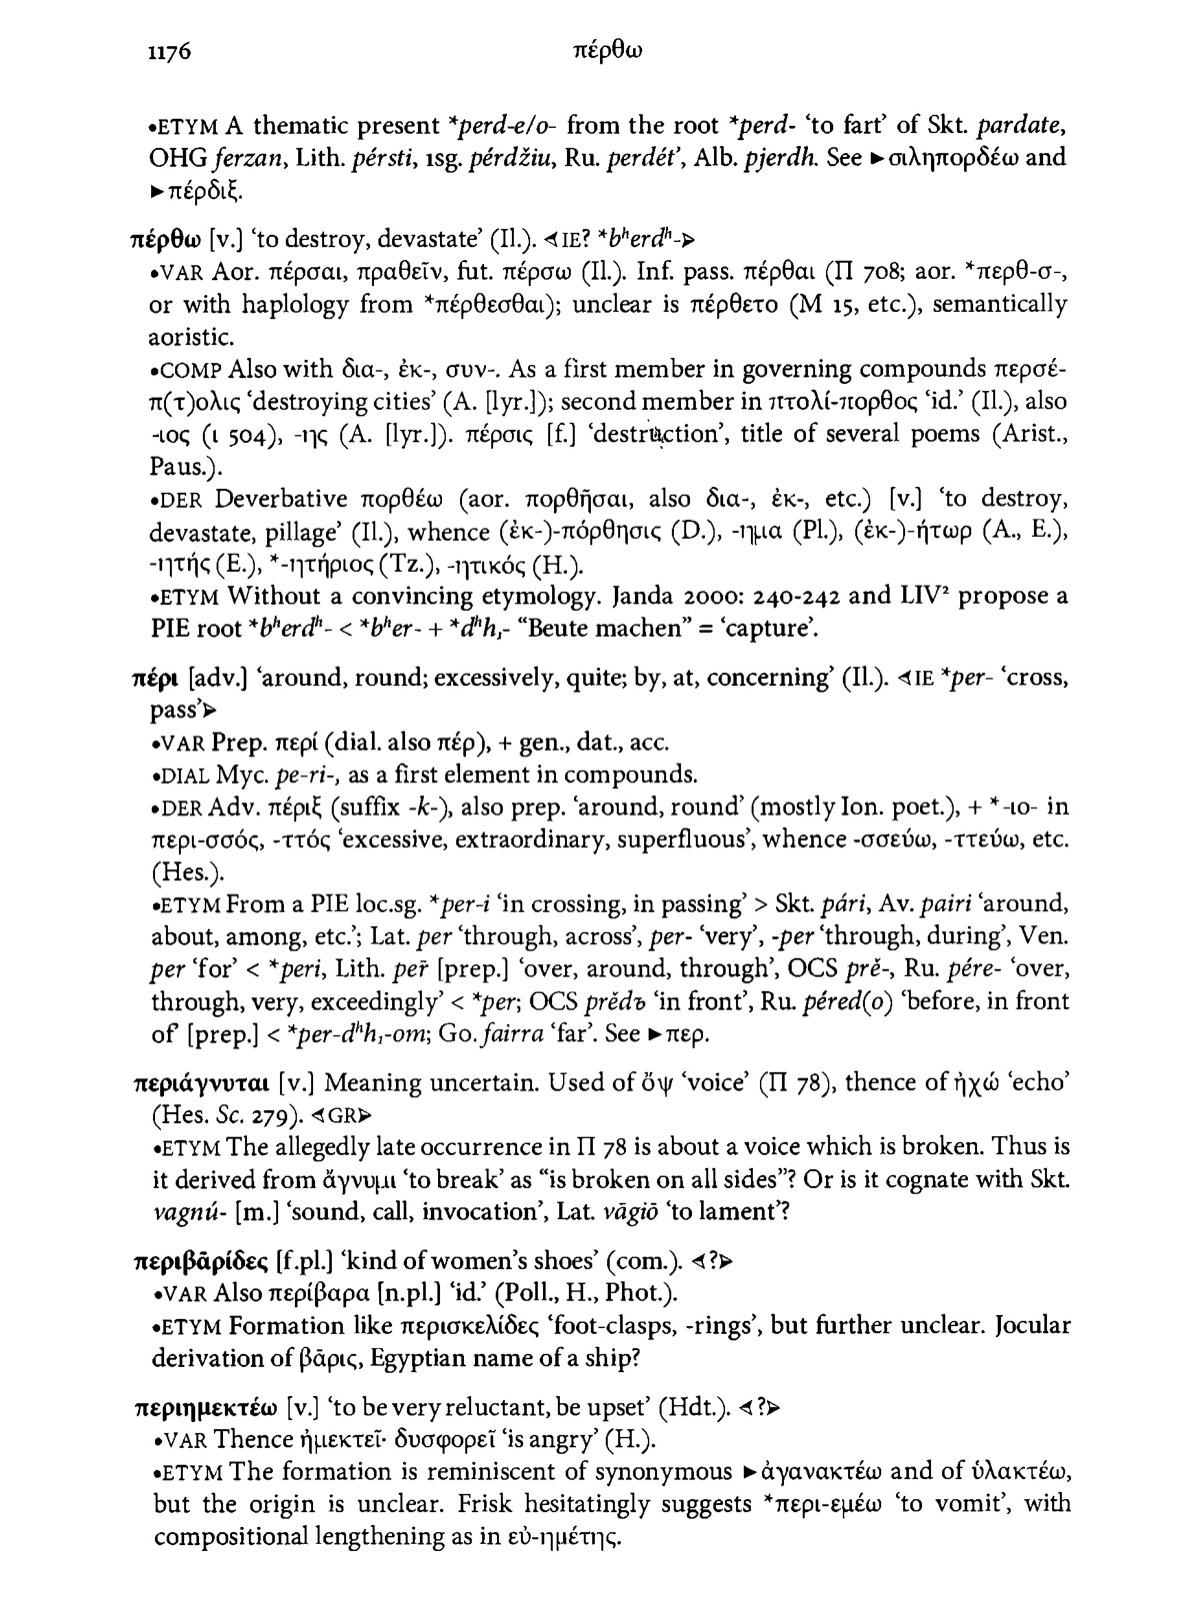 1176 πέρθω
•ETYM A thematic present *perd-e/o- from the root *perd- ‘to fart’ of Skt. pardate,
OHG ferzan, Lith. pérsti, 1sg. pérdžiu, Ru. perdét’, Alb. pjerdh. See ►σιληπορδέω and
►πέρδιξ.
πέρθω [v.] ‘to destroy, devastate’ (Il.). ⊲IE? *bʰerdʰ-⊳
•VAR Aor. πέρσαι, πραθεῖν, fut. πέρσω (Il.). Inf. pass. πέρθαι (Π 708; aor. *περθ-σ-,
or with haplology from *πέρθεσθαι); unclear is πέρθετο (Μ 15, etc.), semantically
aoristic.
•COMP Also with δια-, ἐκ-, συν-. As a first member in governing compounds περσέ-
π(τ)ολις ‘destroying cities’ (A. [lyr.]); second member in πτολί-πορθος ‘id.’ (Il.), also
-ιος (ι 504), -ης (A. [lyr.]). πέρσις [f.] ‘destruction’, title of several poems (Arist.,
Paus.).
•DER Deverbative πορθέω (aor. πορθῆσαι, also δια-, ἐκ-, etc.) [v.] ‘to destroy,
devastate, pillage’ (Il.), whence (ἐκ-)-πόρθησις (D.), -ημα (Pl.), (ἐκ-)-ήτωρ (A., E.),
-ητής (E.), *-ητήριος (Tz.), -ητικός (H.).
•ETYM Without a convincing etymology. Janda 2000: 240-242 and LIV² propose a
PIE root *bʰerdʰ- < *bʰer- + *dʰh₁- “Beute machen” = ‘capture’.
πέρι [adv.] ‘around, round; excessively, quite; by, at, concerning’ (Il.). ⊲IE *per- ‘cross,
pass’⊳
•VAR Prep. περί (dial. also πέρ), + gen., dat., acc.
•DIAL Myc. pe-ri-, as a first element in compounds.
•DER Adv. πέριξ (suffix -k-), also prep. ‘around, round’ (mostly Ion. poet.), + *-ιο- in
περι-σσός, -ττός ‘excessive, extraordinary, superfluous’, whence -σσεύω, -ττεύω, etc.
(Hes.).
•ETYM From a PIE loc.sg. *per-i ‘in crossing, in passing’ > Skt. pári, Av. pairi ‘around,
about, among, etc.’; Lat. per ‘through, across’, per- ‘very’, -per ‘through, during’, Ven.
per ‘for’ < *peri, Lith. per̃ [prep.] ‘over, around, through’, OCS prě-, Ru. pére- ‘over,
through, very, exceedingly’ < *per; OCS prědъ ‘in front’, Ru. péred(o) ‘before, in front
of’ [prep.] < *per-dʰh₁-om; Go. fairra ‘far’. See ►περ.
περιάγνυται [v.] Meaning uncertain. Used of ὄψ ‘voice’ (Π 78), thence of ἠχώ ‘echo’
(Hes. Sc. 279). ⊲GR⊳
•ETYM The allegedly late occurrence in Π 78 is about a voice which is broken. Thus is
it derived from ἄγνυμι ‘to break’ as “is broken on all sides”? Or is it cognate with Skt.
vagnú- [m.] ‘sound, call, invocation’, Lat. vāgiō ‘to lament’?
περιβᾱρίδες [f.pl.] ‘kind of women’s shoes’ (com.). ⊲?⊳
•VAR Also περίβαρα [n.pl.] ‘id.’ (Poll., H., Phot.).
•ETYM Formation like περισκελίδες ‘foot-clasps, -rings’, but further unclear. Jocular
derivation of βᾶρις, Egyptian name of a ship?
περιημεκτέω [v.] ‘to be very reluctant, be upset’ (Hdt.). ⊲?⊳
•VAR Thence ἡμεκτεῖ· δυσφορεῖ ‘is angry’ (H.).
•ETYM The formation is reminiscent of synonymous ►ἀγανακτέω and of ὑλακτέω,
but the origin is unclear. Frisk hesitatingly suggests *περι-εμέω ‘to vomit’, with
compositional lengthening as in εὐ-ημέτης.